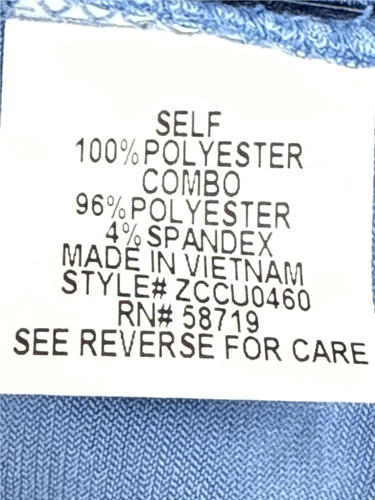 SELF
100% POLYESTER
COMBO
96% POLYESTER
4% SPANDEX
MADE IN VIETNAM
STYLE# ZCCU0460
RN# 58719
SEE REVERSE FOR CARE